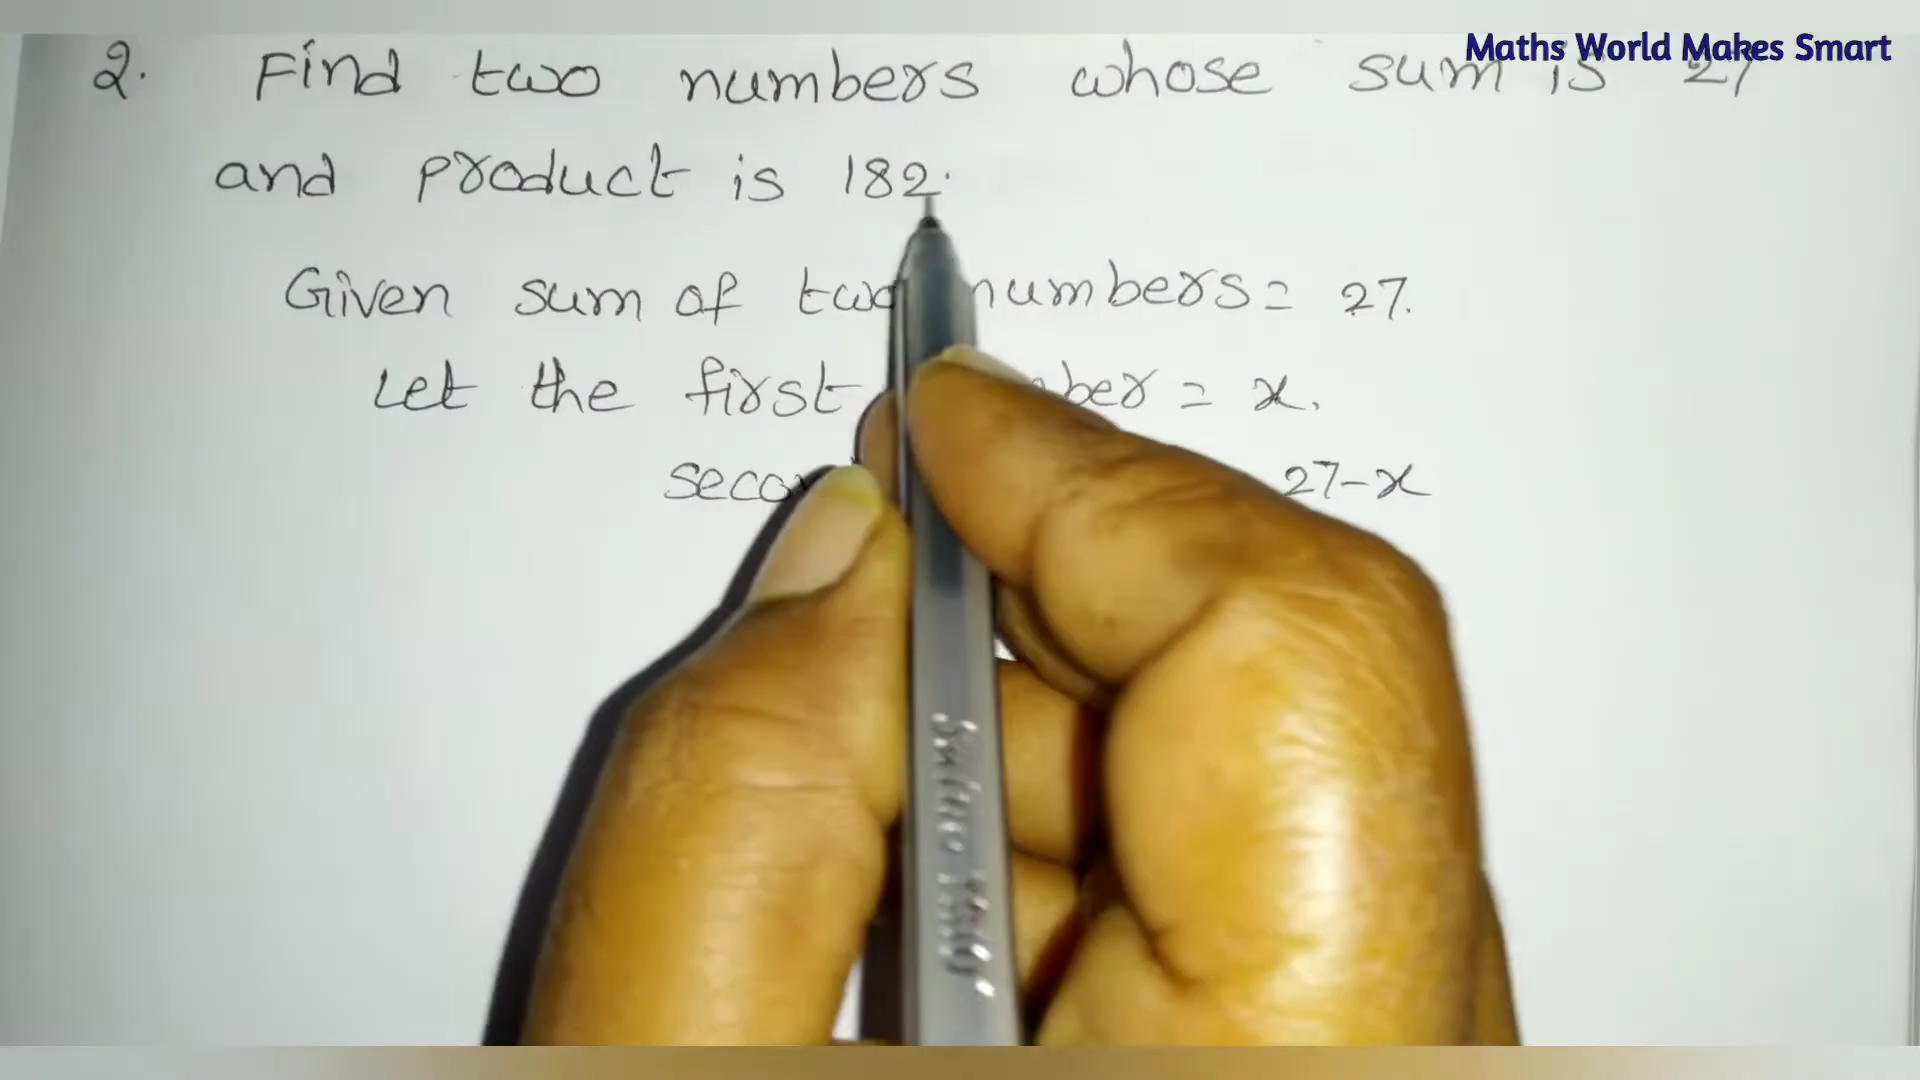 Maths World Makes Smart
2. Find two numbers whose sum is 27
and product is 182.
Given sum of two numbers = 27.
Let the first = x.
27-x